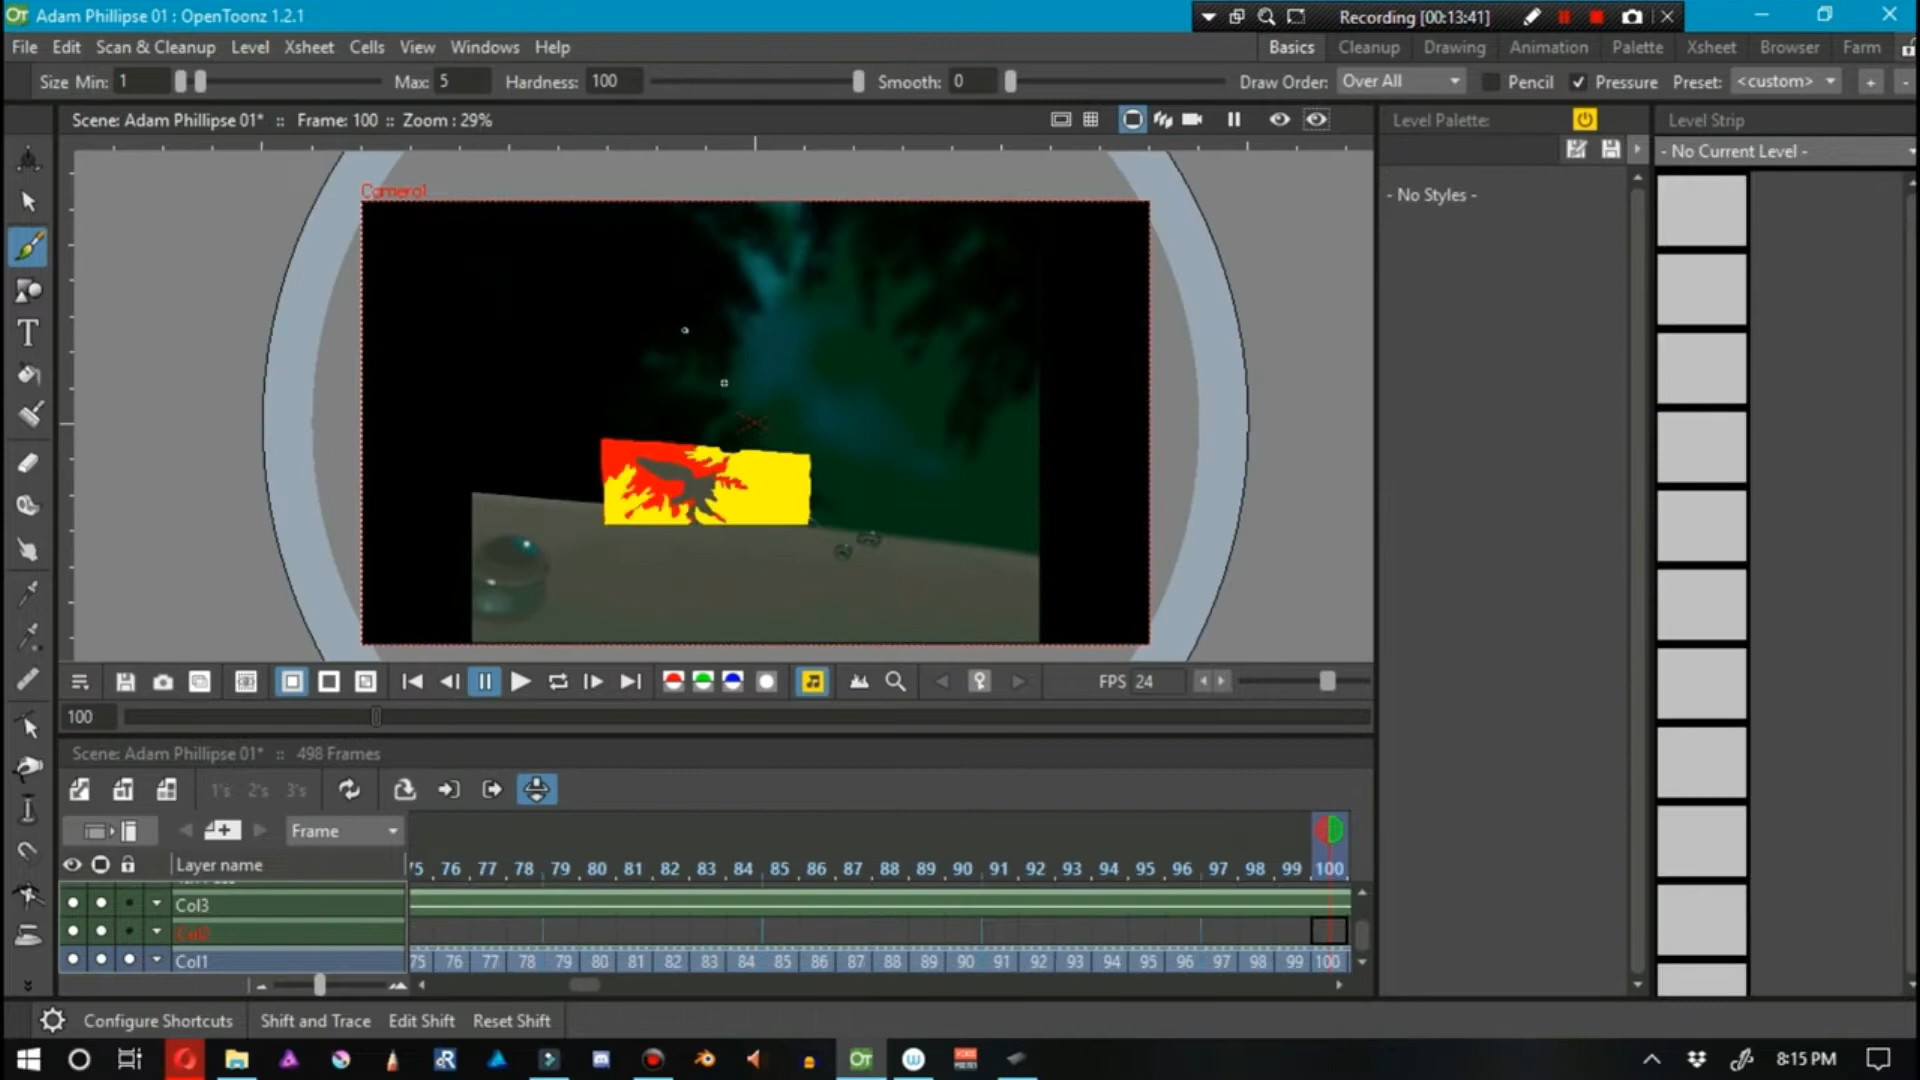 Adam Phillipse 01 : OpenToonz 1.2.1
Recording [00:13:41]
File Edit Scan & Cleanup Level Xsheet Cells View Windows Help
Basics Cleanup Drawing Animation Palette Xsheet Browser Farm
Size Min: 1 Max: 5 Hardness: 100 Smooth: 0 Draw Order: Over All Pencil Pressure Preset: <custom>
Scene: Adam Phillipse 01* :: Frame: 100 :: Zoom : 29%
Level Palette:
Level Strip
- No Current Level -
- No Styles -
Camera1
FPS 24
100
Scene: Adam Phillipse 01* :: 498 Frames
1's 2's 3's
Frame
Layer name
75 76 77 78 79 80 81 82 83 84 85 86 87 88 89 90 91 92 93 94 95 96 97 98 99 100
Col3
Col2
Col1
75 76 77 78 79 80 81 82 83 84 85 86 87 88 89 90 91 92 93 94 95 96 97 98 99 100
Configure Shortcuts Shift and Trace Edit Shift Reset Shift
8:15 PM